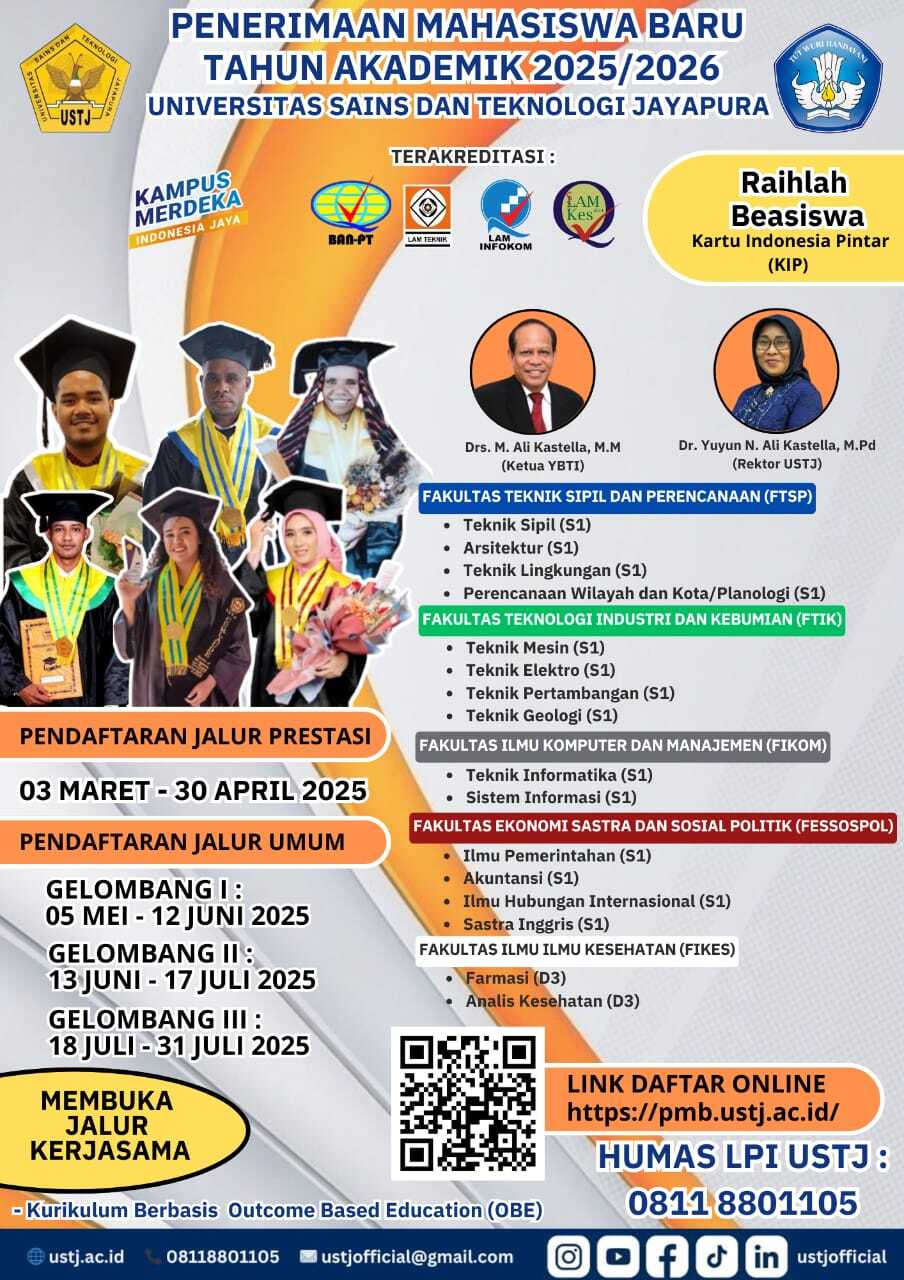 PENERIMAAN MAHASISWA BARU
TAHUN AKADEMIK 2025/2026
UNIVERSITAS SAINS DAN TEKNOLOGI JAYAPURA
UNIVERSITAS SAINS DAN TEKNOLOGI JAYAPURA
USTJ
TUT WURI HANDAYANI
TERAKREDITASI :
KAMPUS
MERDEKA
INDONESIA JAYA
BAN-PT
LAM TEKNIK
LAM
INFOKOM
LAM
Kes
Raihlah
Beasiswa
Kartu Indonesia Pintar
(KIP)
Drs. M. Ali Kastella, M.M
(Ketua YBTI)
Dr. Yuyun N. Ali Kastella, M.Pd
(Rektor USTJ)
FAKULTAS TEKNIK SIPIL DAN PERENCANAAN (FTSP)
• Teknik Sipil (S1)
• Arsitektur (S1)
• Teknik Lingkungan (S1)
• Perencanaan Wilayah dan Kota/Planologi (S1)
FAKULTAS TEKNOLOGI INDUSTRI DAN KEBUMIAN (FTIK)
• Teknik Mesin (S1)
• Teknik Elektro (S1)
• Teknik Pertambangan (S1)
• Teknik Geologi (S1)
FAKULTAS ILMU KOMPUTER DAN MANAJEMEN (FIKOM)
• Teknik Informatika (S1)
• Sistem Informasi (S1)
FAKULTAS EKONOMI SASTRA DAN SOSIAL POLITIK (FESSOSPOL)
• Ilmu Pemerintahan (S1)
• Akuntansi (S1)
• Ilmu Hubungan Internasional (S1)
• Sastra Inggris (S1)
FAKULTAS ILMU ILMU KESEHATAN (FIKES)
• Farmasi (D3)
• Analis Kesehatan (D3)
PENDAFTARAN JALUR PRESTASI
03 MARET - 30 APRIL 2025
PENDAFTARAN JALUR UMUM
GELOMBANG I :
05 MEI - 12 JUNI 2025
GELOMBANG II :
13 JUNI - 17 JULI 2025
GELOMBANG III :
18 JULI - 31 JULI 2025
MEMBUKA
JALUR
KERJASAMA
LINK DAFTAR ONLINE
https://pmb.ustj.ac.id/
HUMAS LPI USTJ :
0811 8801105
- Kurikulum Berbasis Outcome Based Education (OBE)
ustj.ac.id
08118801105
ustjofficial@gmail.com
ustjofficial